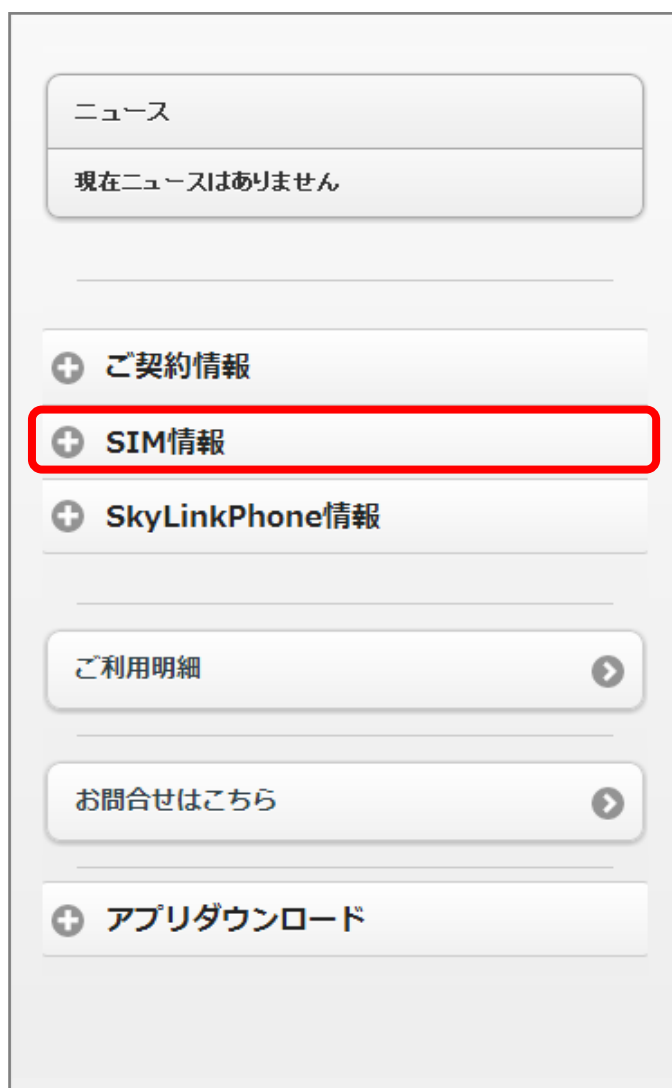 ニュース
現在ニュースはありません
ご契約情報
SIM情報
SkyLinkPhone情報
ご利用明細
お問合せはこちら
アプリダウンロード